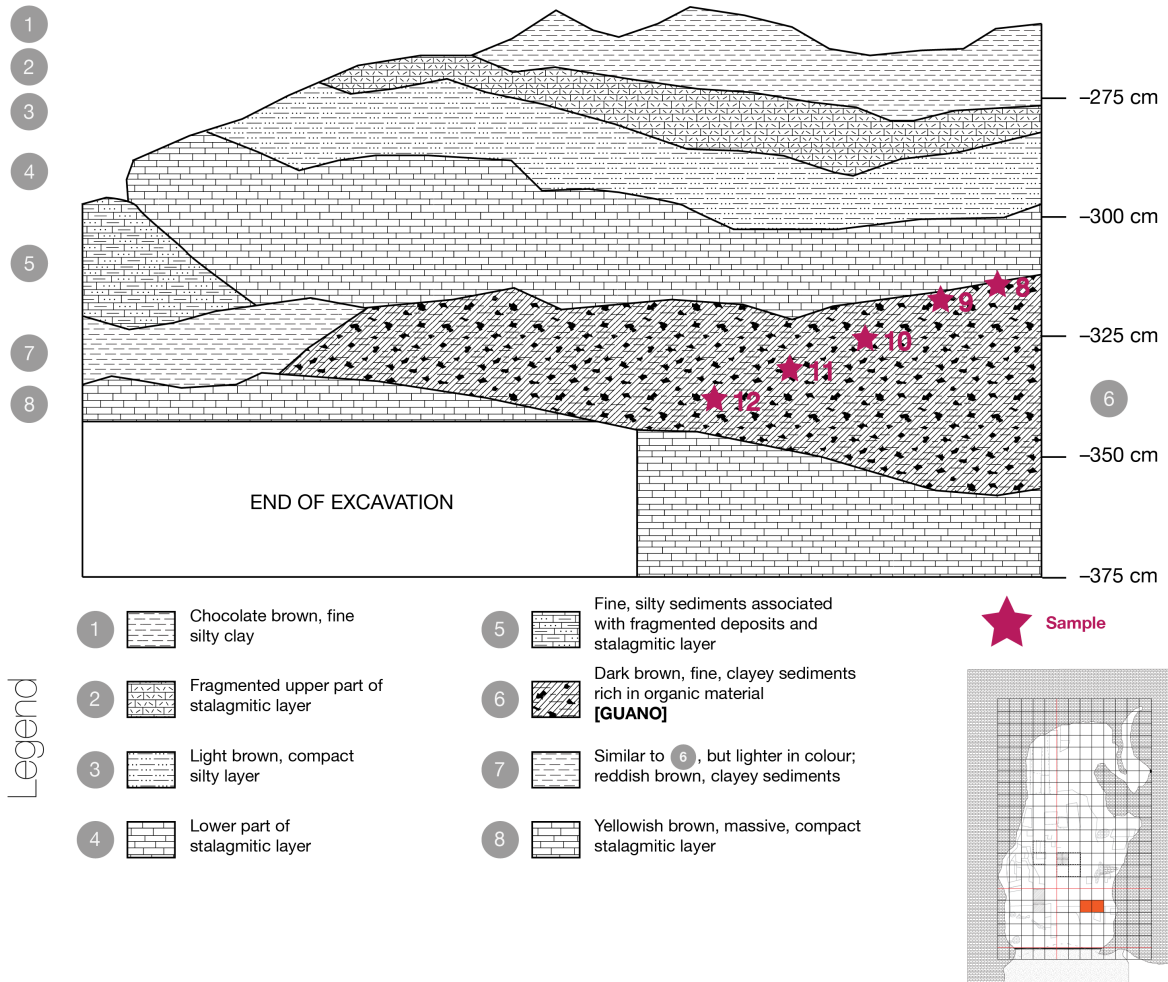 1
2
3
4
5
7
8
6
–275 cm
–300 cm
–325 cm
–350 cm
–375 cm
8
9
10
11
12
END OF EXCAVATION
Legend
1 Chocolate brown, fine
silty clay
2 Fragmented upper part of
stalagmitic layer
3 Light brown, compact
silty layer
4 Lower part of
stalagmitic layer
5 Fine, silty sediments associated
with fragmented deposits and
stalagmitic layer
6 Dark brown, fine, clayey sediments
rich in organic material
[GUANO]
7 Similar to 6, but lighter in colour;
reddish brown, clayey sediments
8 Yellowish brown, massive, compact
stalagmitic layer
Sample